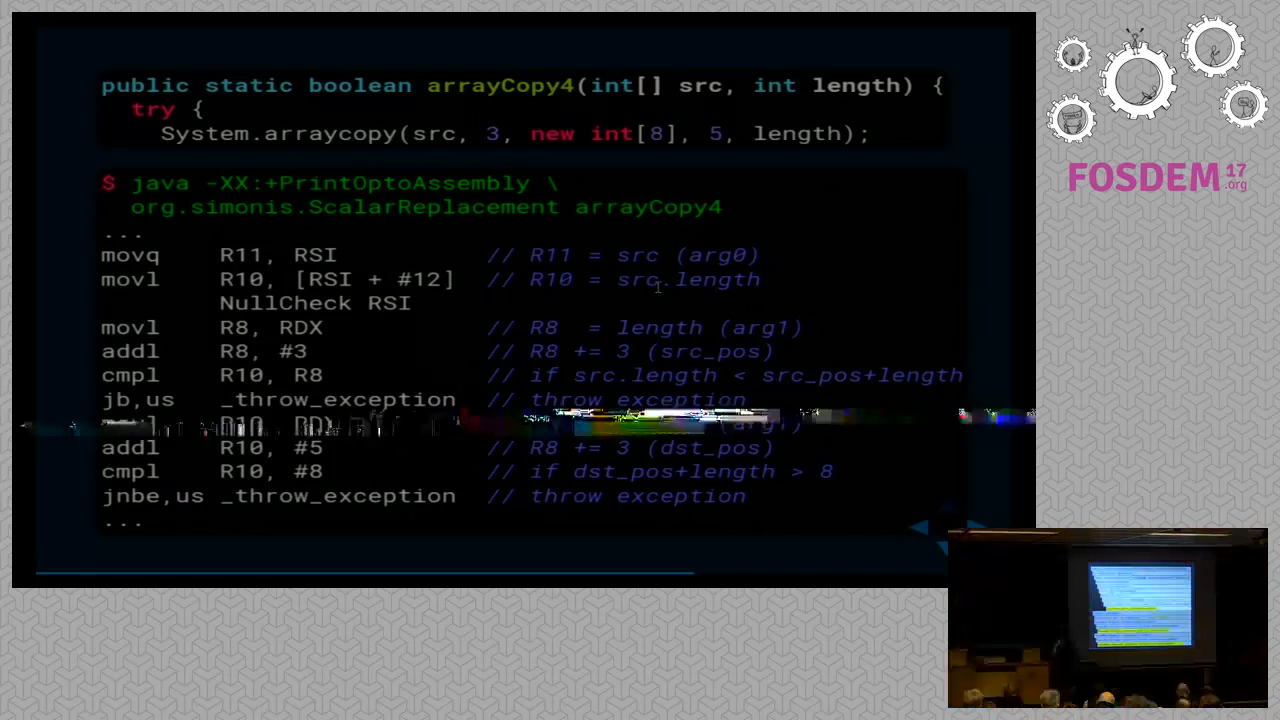 public static boolean arrayCopy4(int[] src, int length) {
try {
System.arraycopy(src, 3, new int[8], 5, length);
$ java -XX:+PrintOptoAssembly \
org.simonis.ScalarReplacement arrayCopy4
...
movq R11, RSI // R11 = src (arg0)
movl R10, [RSI + #12] // R10 = src.length
NullCheck RSI
movl R8, RDX // R8 = length (arg1)
addl R8, #3 // R8 += 3 (src_pos)
cmpl R10, R8 // if src.length < src_pos+length
jb,us _throw_exception // throw exception
addl R10, #5 // R8 += 3 (dst_pos)
cmpl R10, #8 // if dst_pos+length > 8
jnbe,us _throw_exception // throw exception
...
FOSDEM 17 .org